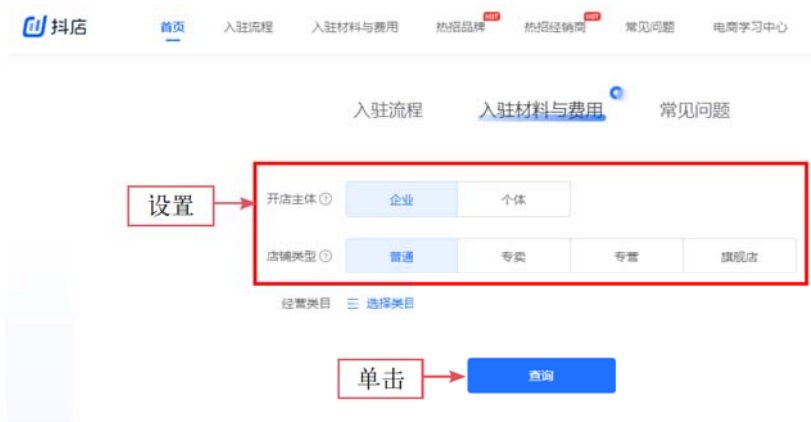 抖店 首页 入驻流程 入驻材料与费用 热招品牌 HOT 热招经销商 HOT 常见问题 电商学习中心
入驻流程 入驻材料与费用 常见问题
设置 开店主体 ? 企业 个体
店铺类型 ? 普通 专卖 专营 旗舰店
经营类目 选择类目
单击 查询